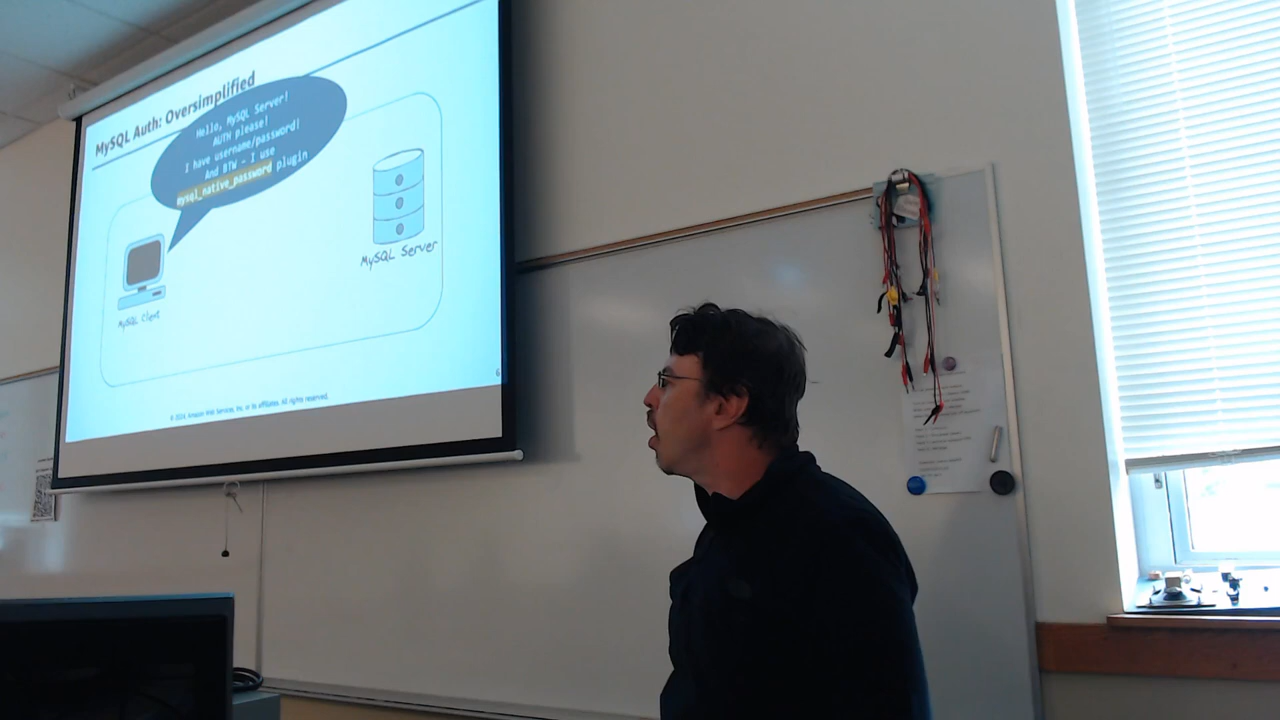 MySQL Auth: Oversimplified
Hello, MySQL Server!
AUTH please!
I have username/password!
And BTW - I use
mysql_native_password plugin
MySQL Server
MySQL Client
6
© 2024, Amazon Web Services, Inc. or its affiliates. All rights reserved.